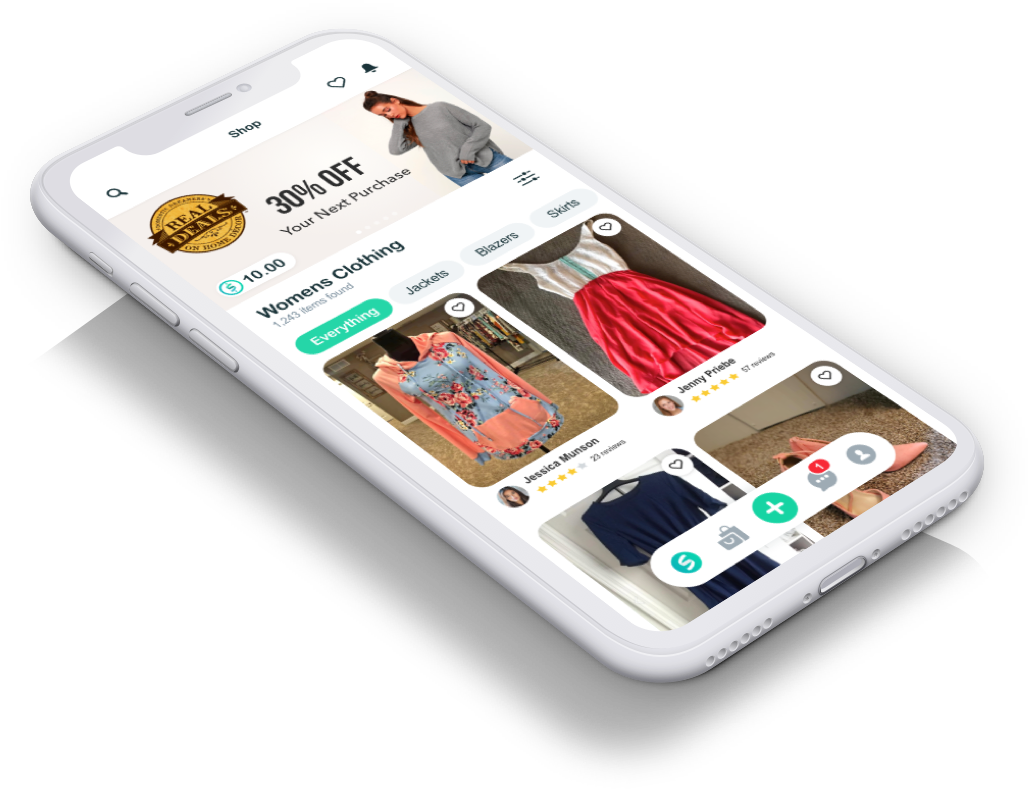 Shop
REAL
DEALS
ON HOME DECOR
30% OFF
Your Next Purchase
10.00
Womens Clothing
1,243 items found
Everything
Jackets
Blazers
Skirts
Jessica Munson
23 reviews
Jenny Priebe
57 reviews
1